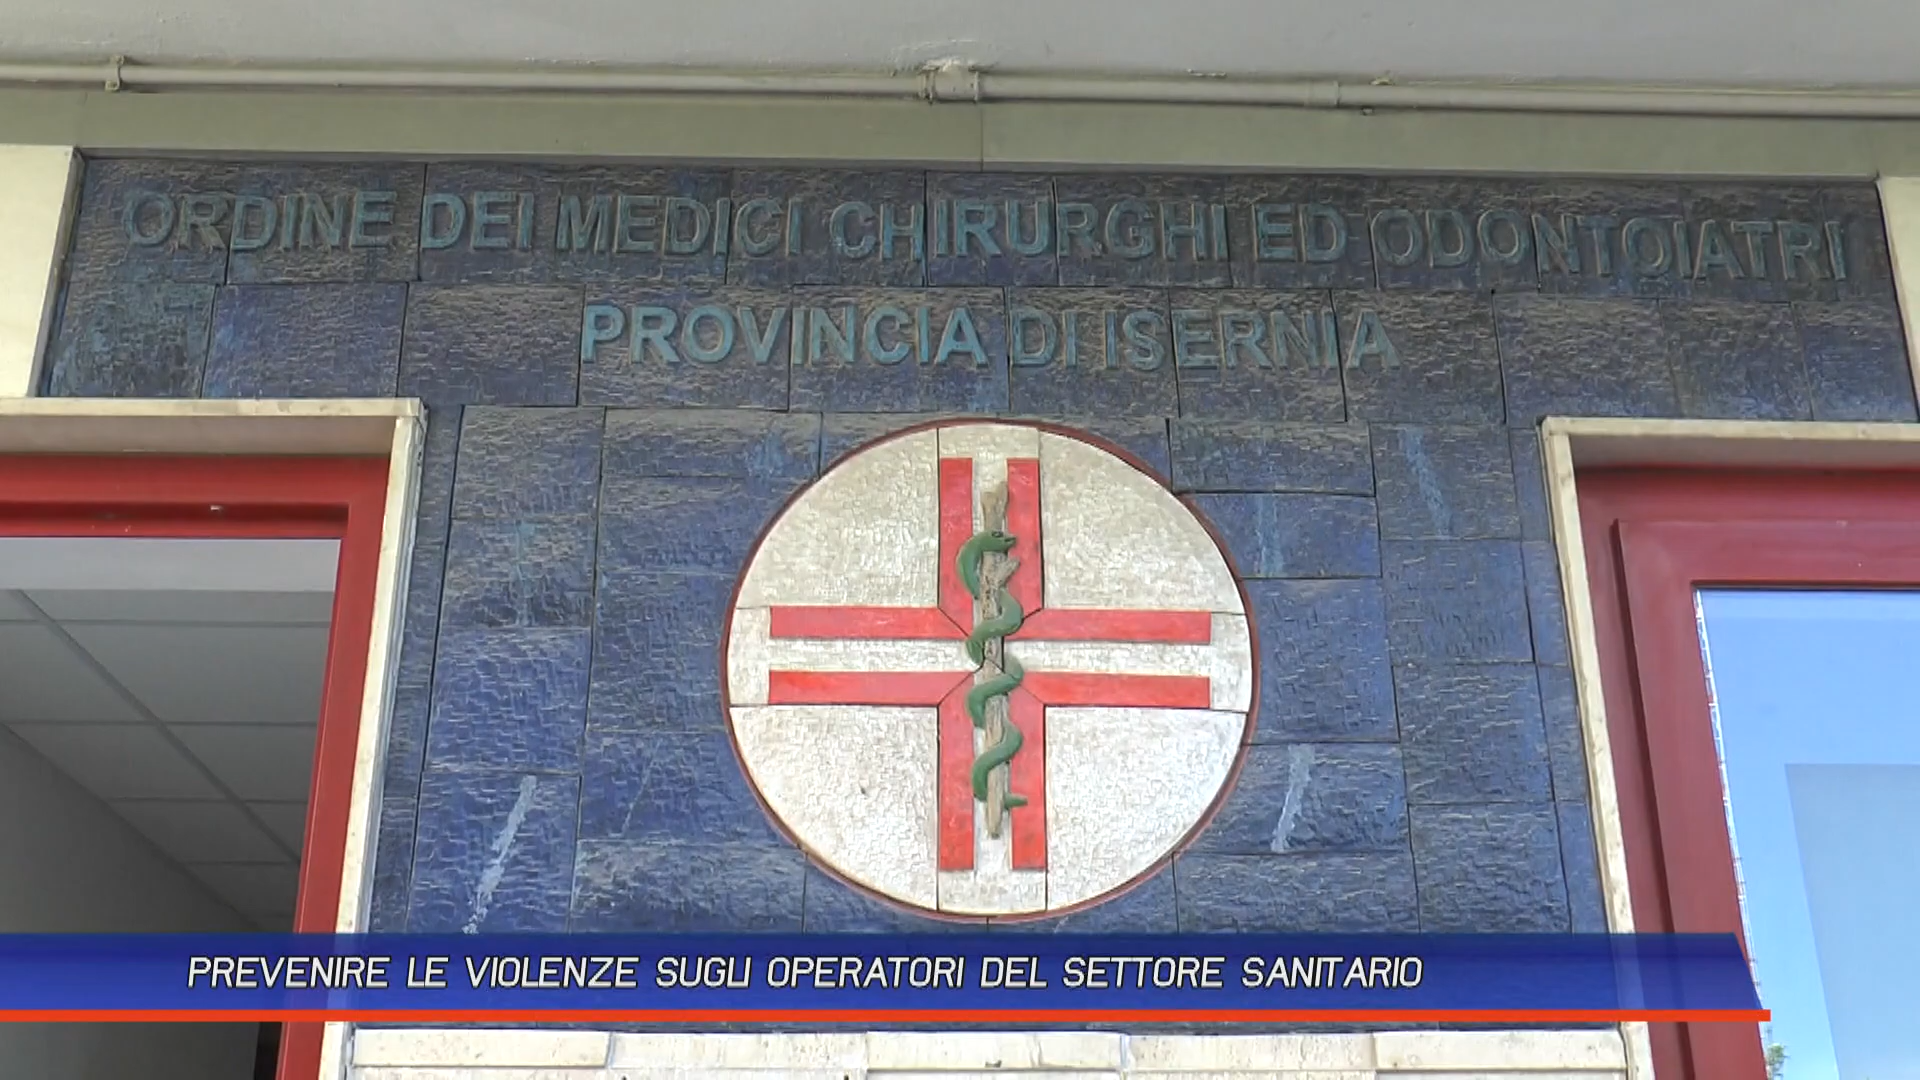 ORDINE DEI MEDICI CHIRURGHI ED ODONTOIATRI
PROVINCIA DI ISERNIA
PREVENIRE LE VIOLENZE SUGLI OPERATORI DEL SETTORE SANITARIO